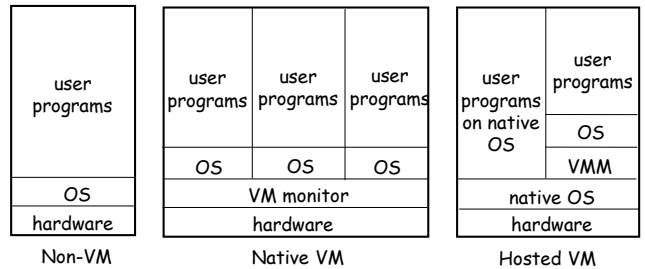 user
programs
OS
hardware
Non-VM
user
programs
user
programs
user
programs
OS
OS
OS
VM monitor
hardware
Native VM
user
programs
on native
OS
user
programs
OS
VMM
native OS
hardware
Hosted VM